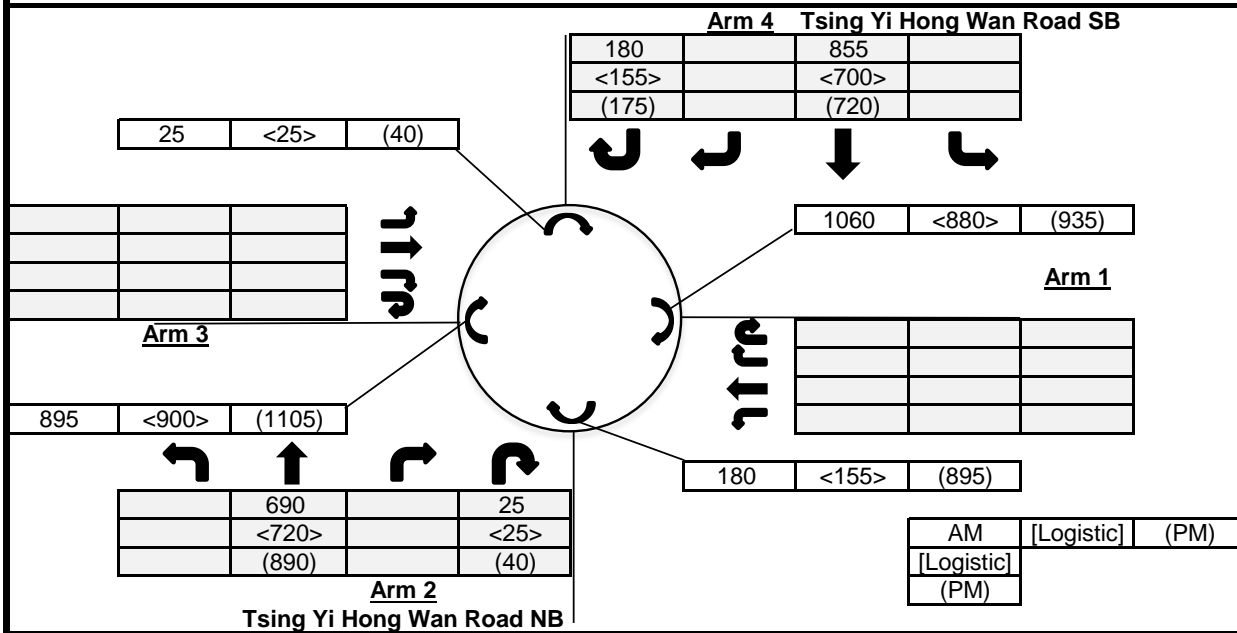 Arm 4 Tsing Yi Hong Wan Road SB
180 855
<155> <700>
(175) (720)
25 <25> (40)
1060 <880> (935)
Arm 1
Arm 3
895 <900> (1105)
180 <155> (895)
690 25
<720> <25>
(890) (40)
Arm 2
Tsing Yi Hong Wan Road NB
AM [Logistic] (PM)
[Logistic]
(PM)